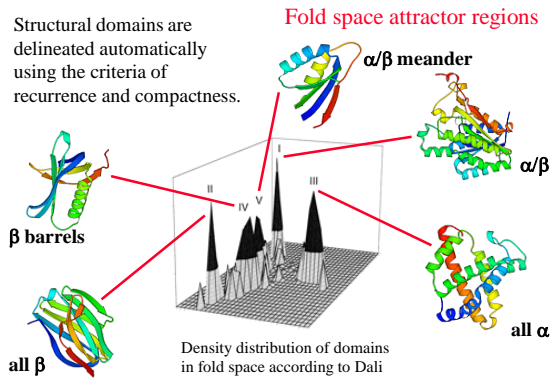 Structural domains are
delineated automatically
using the criteria of
recurrence and compactness.
Fold space attractor regions
α/β meander
α/β
β barrels
I
II
III
IV
V
all β
all α
Density distribution of domains
in fold space according to Dali